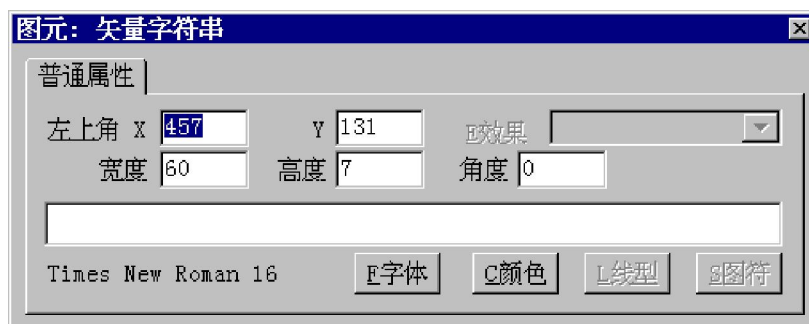 图元：矢量字符串
普通属性
左上角 X 457 Y 131 E效果
宽度 60 高度 7 角度 0
Times New Roman 16 F字体 C颜色 L线型 S图符